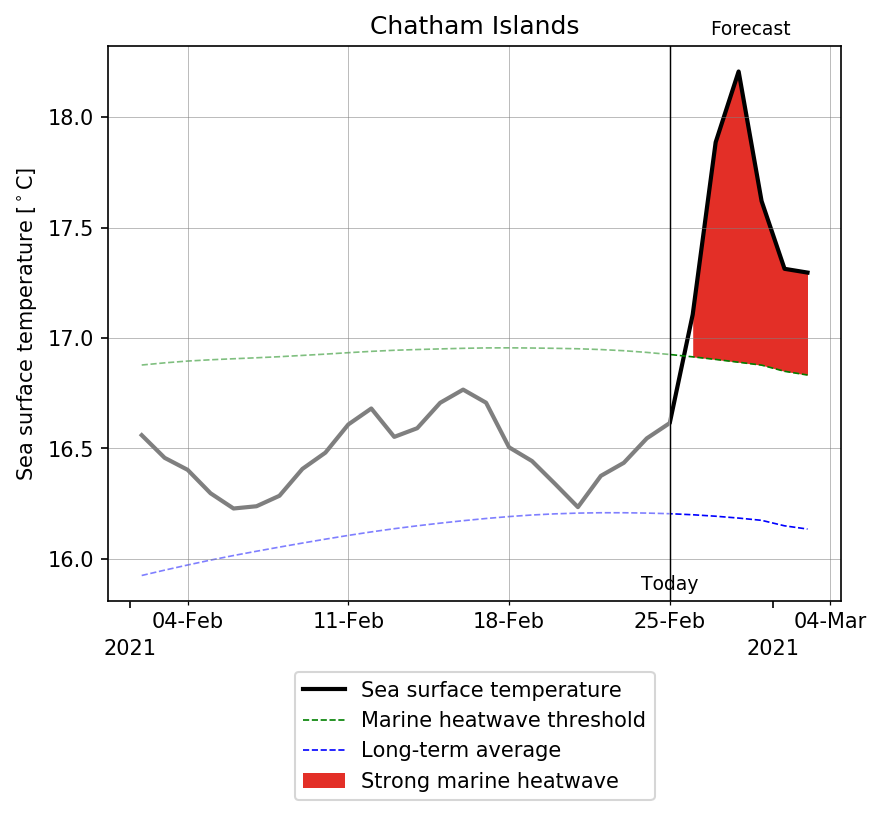 Chatham Islands
Forecast
Sea surface temperature [°C]
18.0
17.5
17.0
16.5
16.0
Today
04-Feb 11-Feb 18-Feb 25-Feb 04-Mar
2021 2021
Sea surface temperature
Marine heatwave threshold
Long-term average
Strong marine heatwave